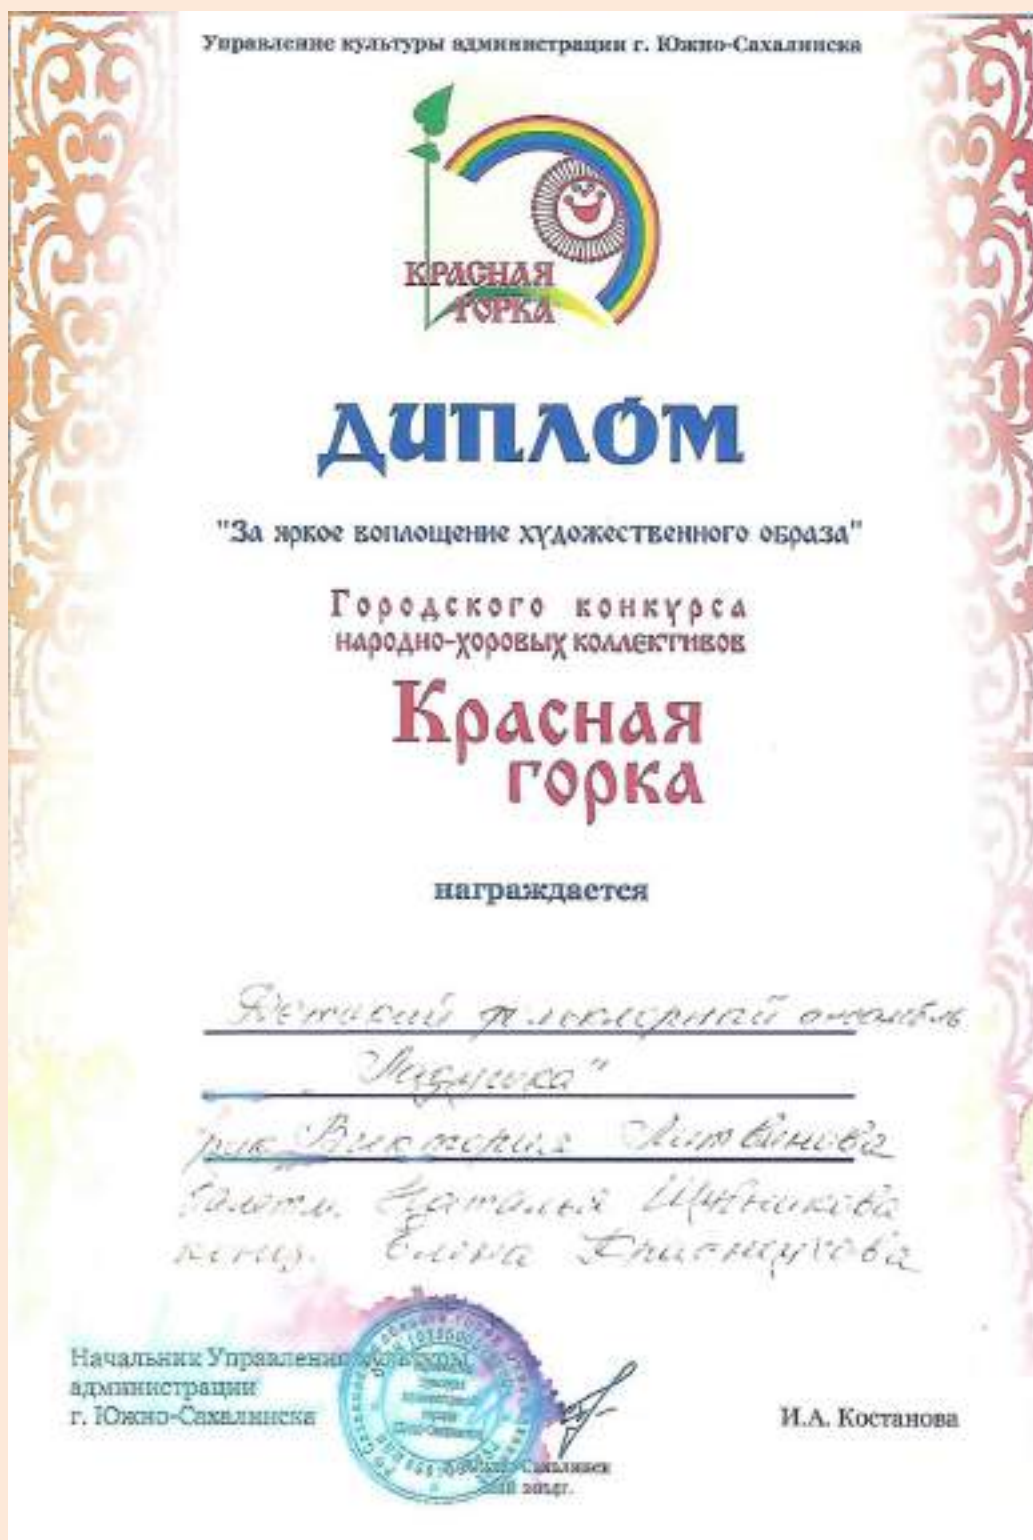 Управление культуры администрации г. Южно-Сахалинска
КРАСНАЯ
ГОРКА
ДИПЛОМ
"За яркое воплощение художественного образа"
Городского конкурса
народно-хоровых коллективов
Красная
горка
награждается
Детский фольклорный ансамбль
рук. Виктория Литвинова
балетм. Наталья
конц. Елена
Начальник Управления культуры
администрации
г. Южно-Сахалинска
И.А. Костанова
г. Южно-Сахалинск